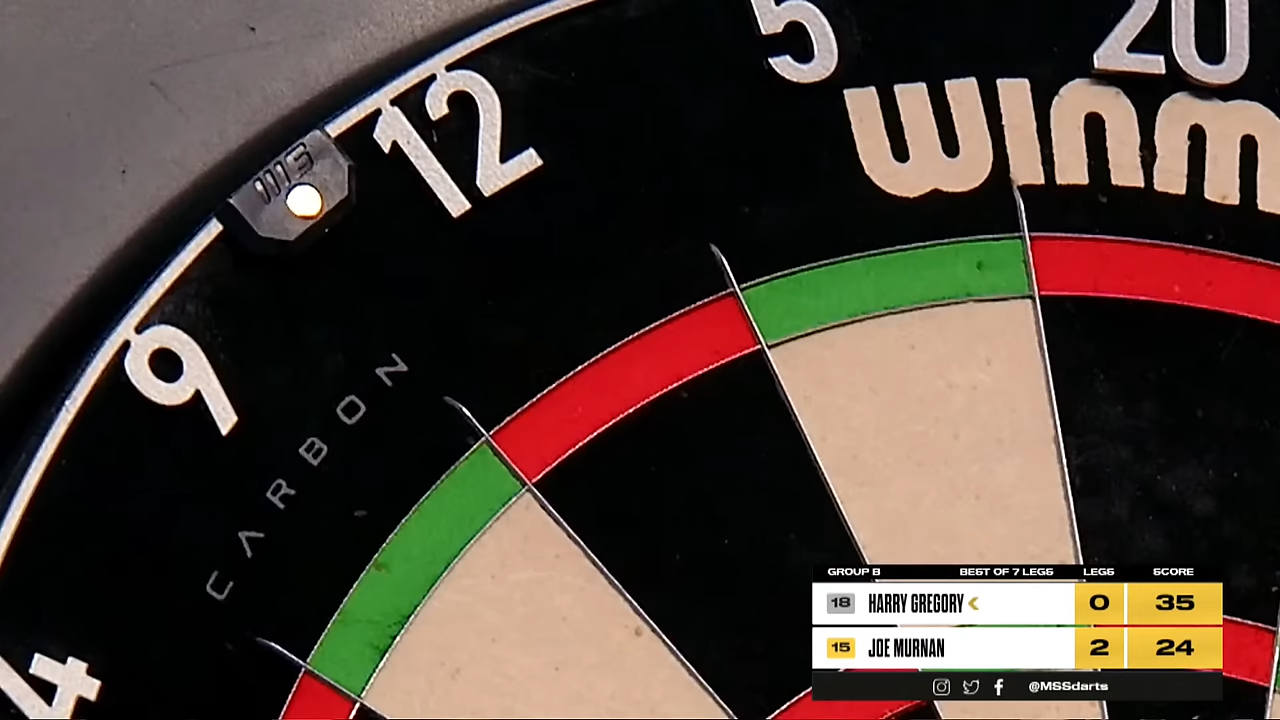 5
20
12
winm
9
CARBON
4
GROUP B BEST OF 7 LEGS LEGS SCORE
18 HARRY GREGORY 0 35
15 JOE MURNAN 2 24
@MSSdarts